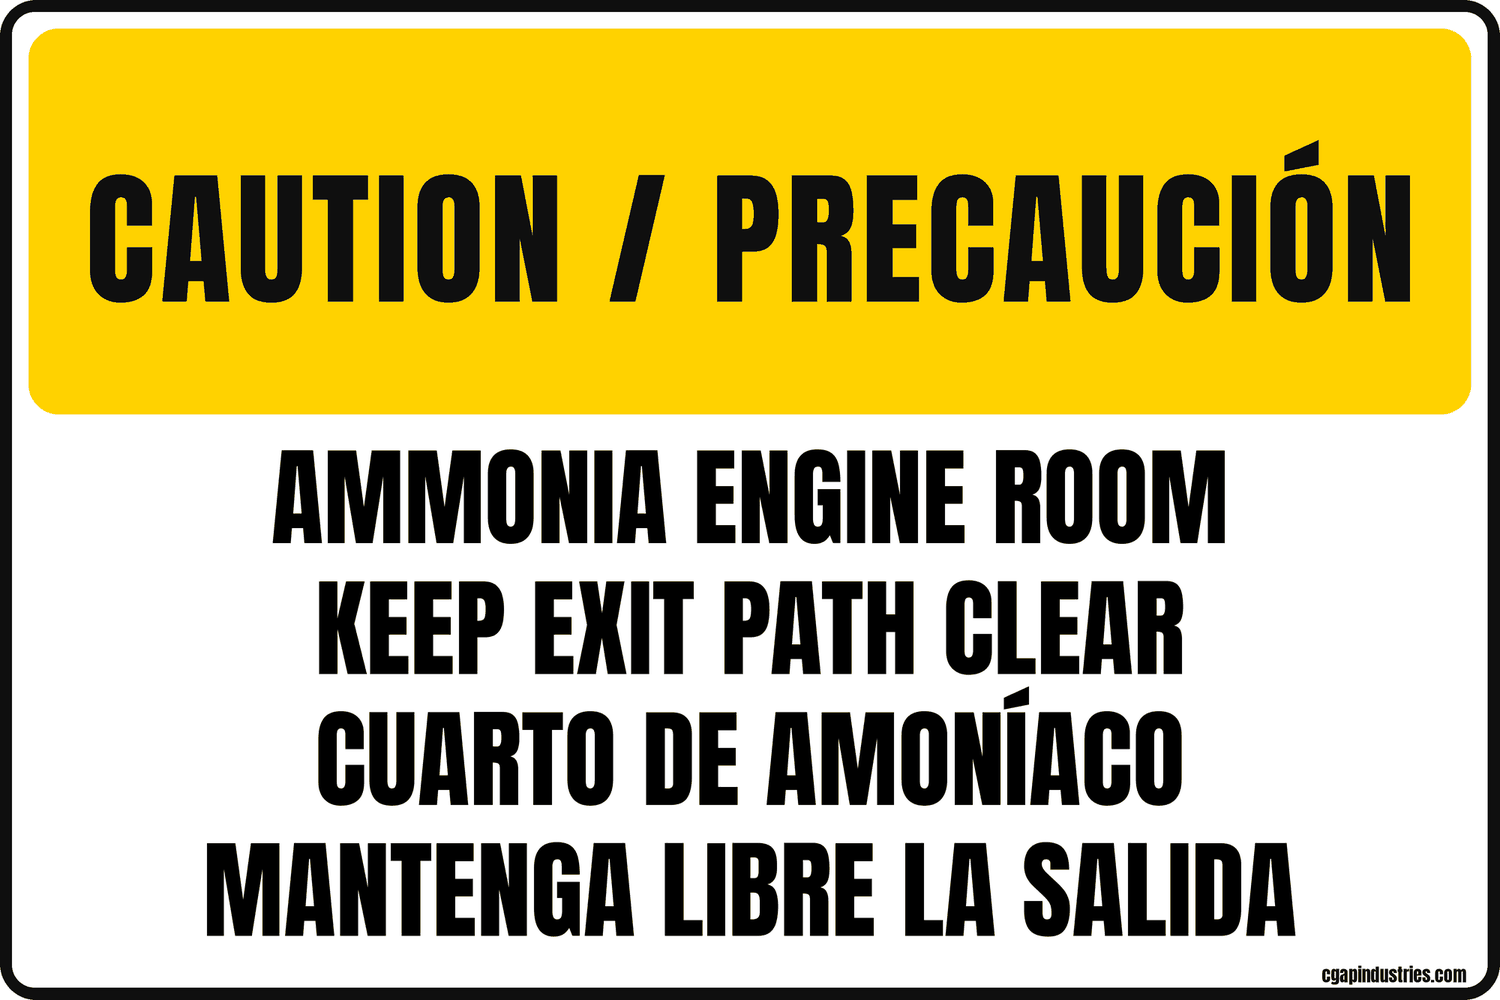 CAUTION / PRECAUCIÓN
AMMONIA ENGINE ROOM
KEEP EXIT PATH CLEAR
CUARTO DE AMONÍACO
MANTENGA LIBRE LA SALIDA
cgapindustries.com